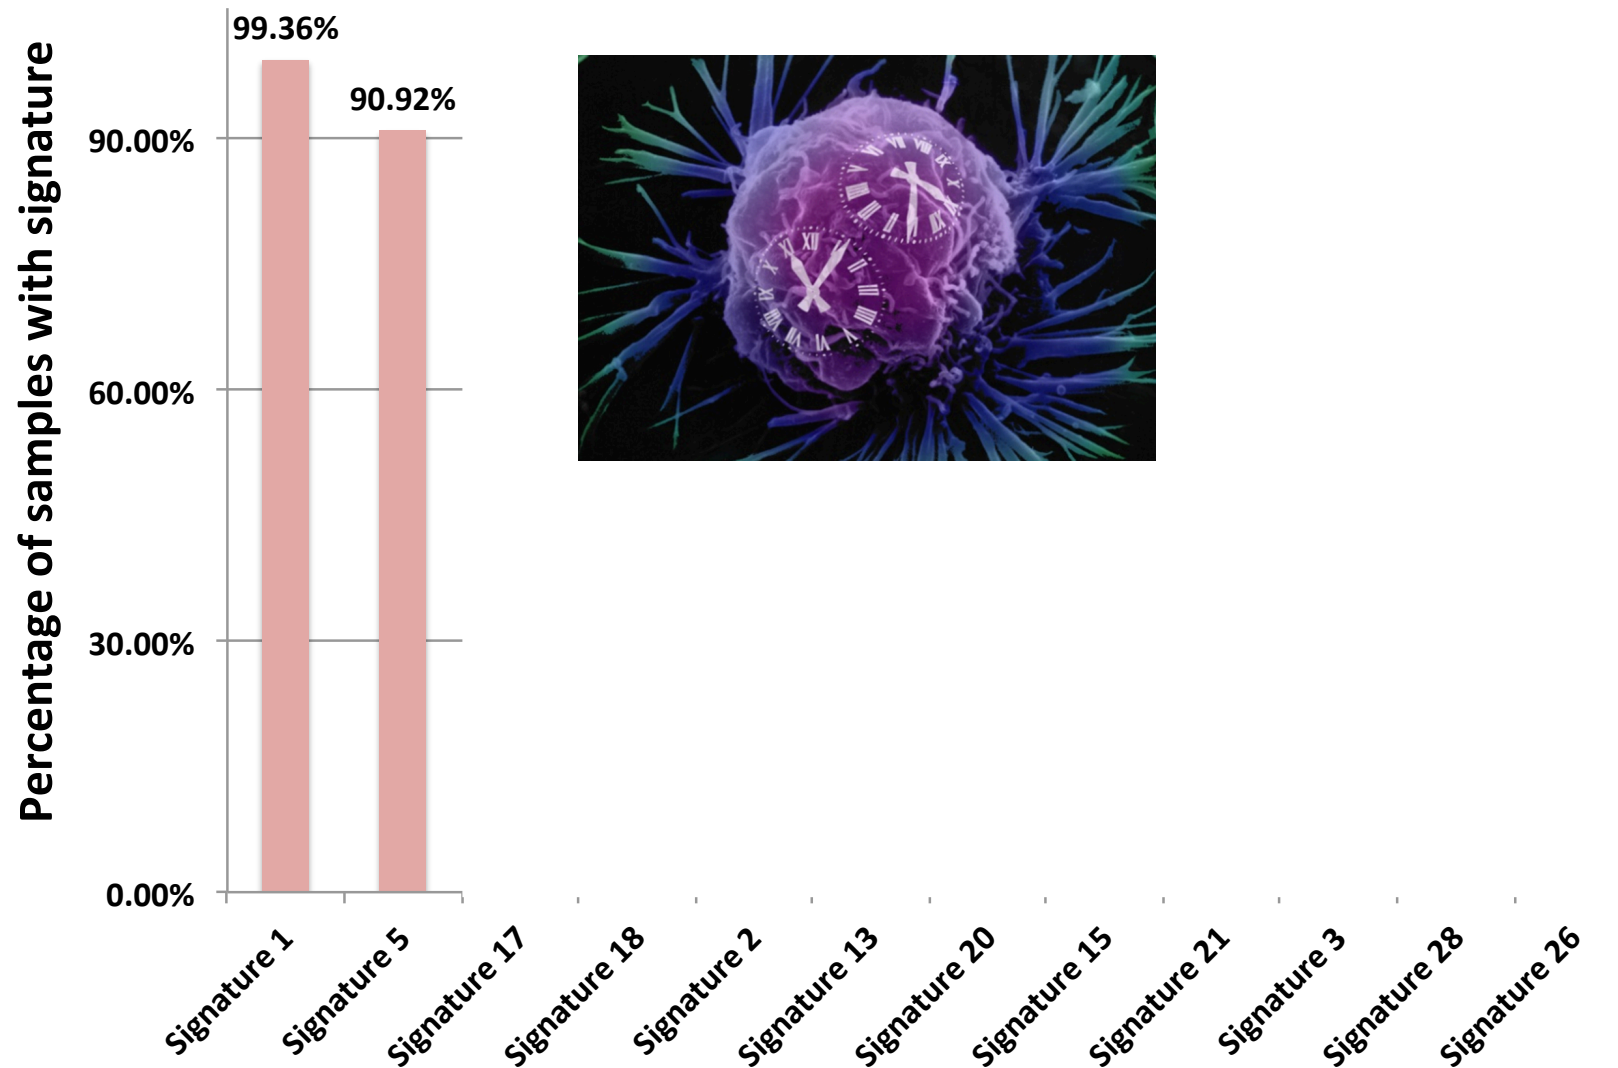 Percentage of samples with signature
99.36%
90.92%
90.00%
60.00%
30.00%
0.00%
Signature 1
Signature 5
Signature 17
Signature 18
Signature 2
Signature 13
Signature 20
Signature 15
Signature 21
Signature 3
Signature 28
Signature 26